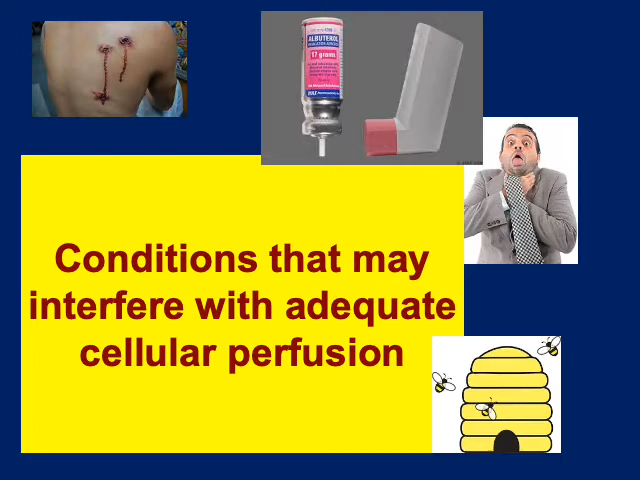 ALBUTEROL
17 grams
Conditions that may
interfere with adequate
cellular perfusion